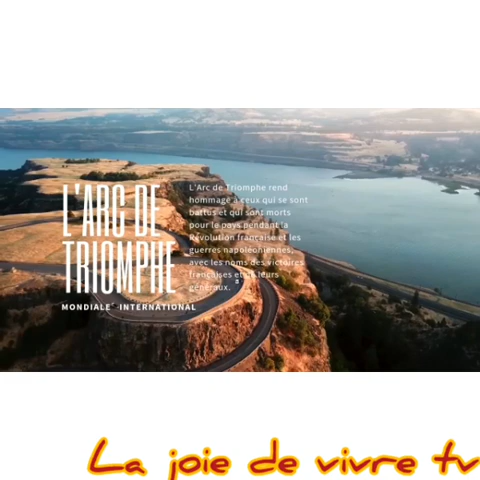 L'ARC DE
TRIOMPHE
MONDIALE INTERNATIONAL
L'Arc de Triomphe rend
hommage à ceux qui se sont
battus et qui sont morts
pour le pays pendant la
Révolution française et les
guerres napoléoniennes,
avec les noms des victoires
françaises et leurs
généraux.
La joie de vivre tv